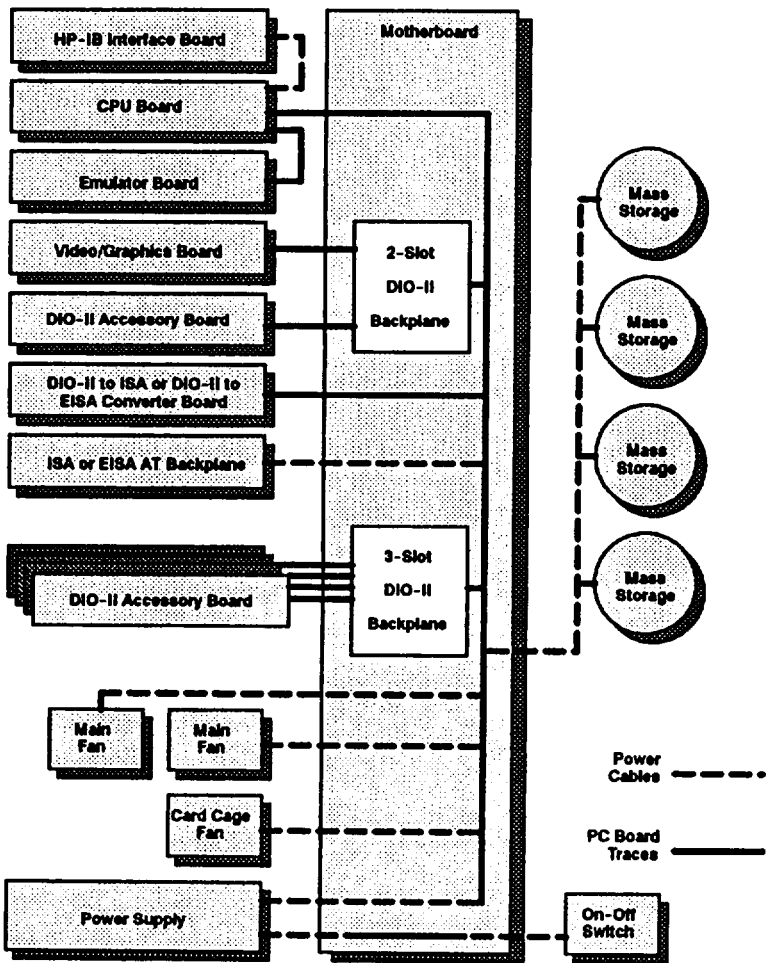 HP-IB Interface Board
Motherboard
CPU Board
Emulator Board
Video/Graphics Board
2-Slot
DIO-II
Backplane
DIO-II Accessory Board
DIO-II to ISA or DIO-II to
EISA Converter Board
ISA or EISA AT Backplane
3-Slot
DIO-II
Backplane
DIO-II Accessory Board
Mass
Storage
Mass
Storage
Mass
Storage
Mass
Storage
Main
Fan
Main
Fan
Card Cage
Fan
Power
Cables
PC Board
Traces
Power Supply
On-Off
Switch